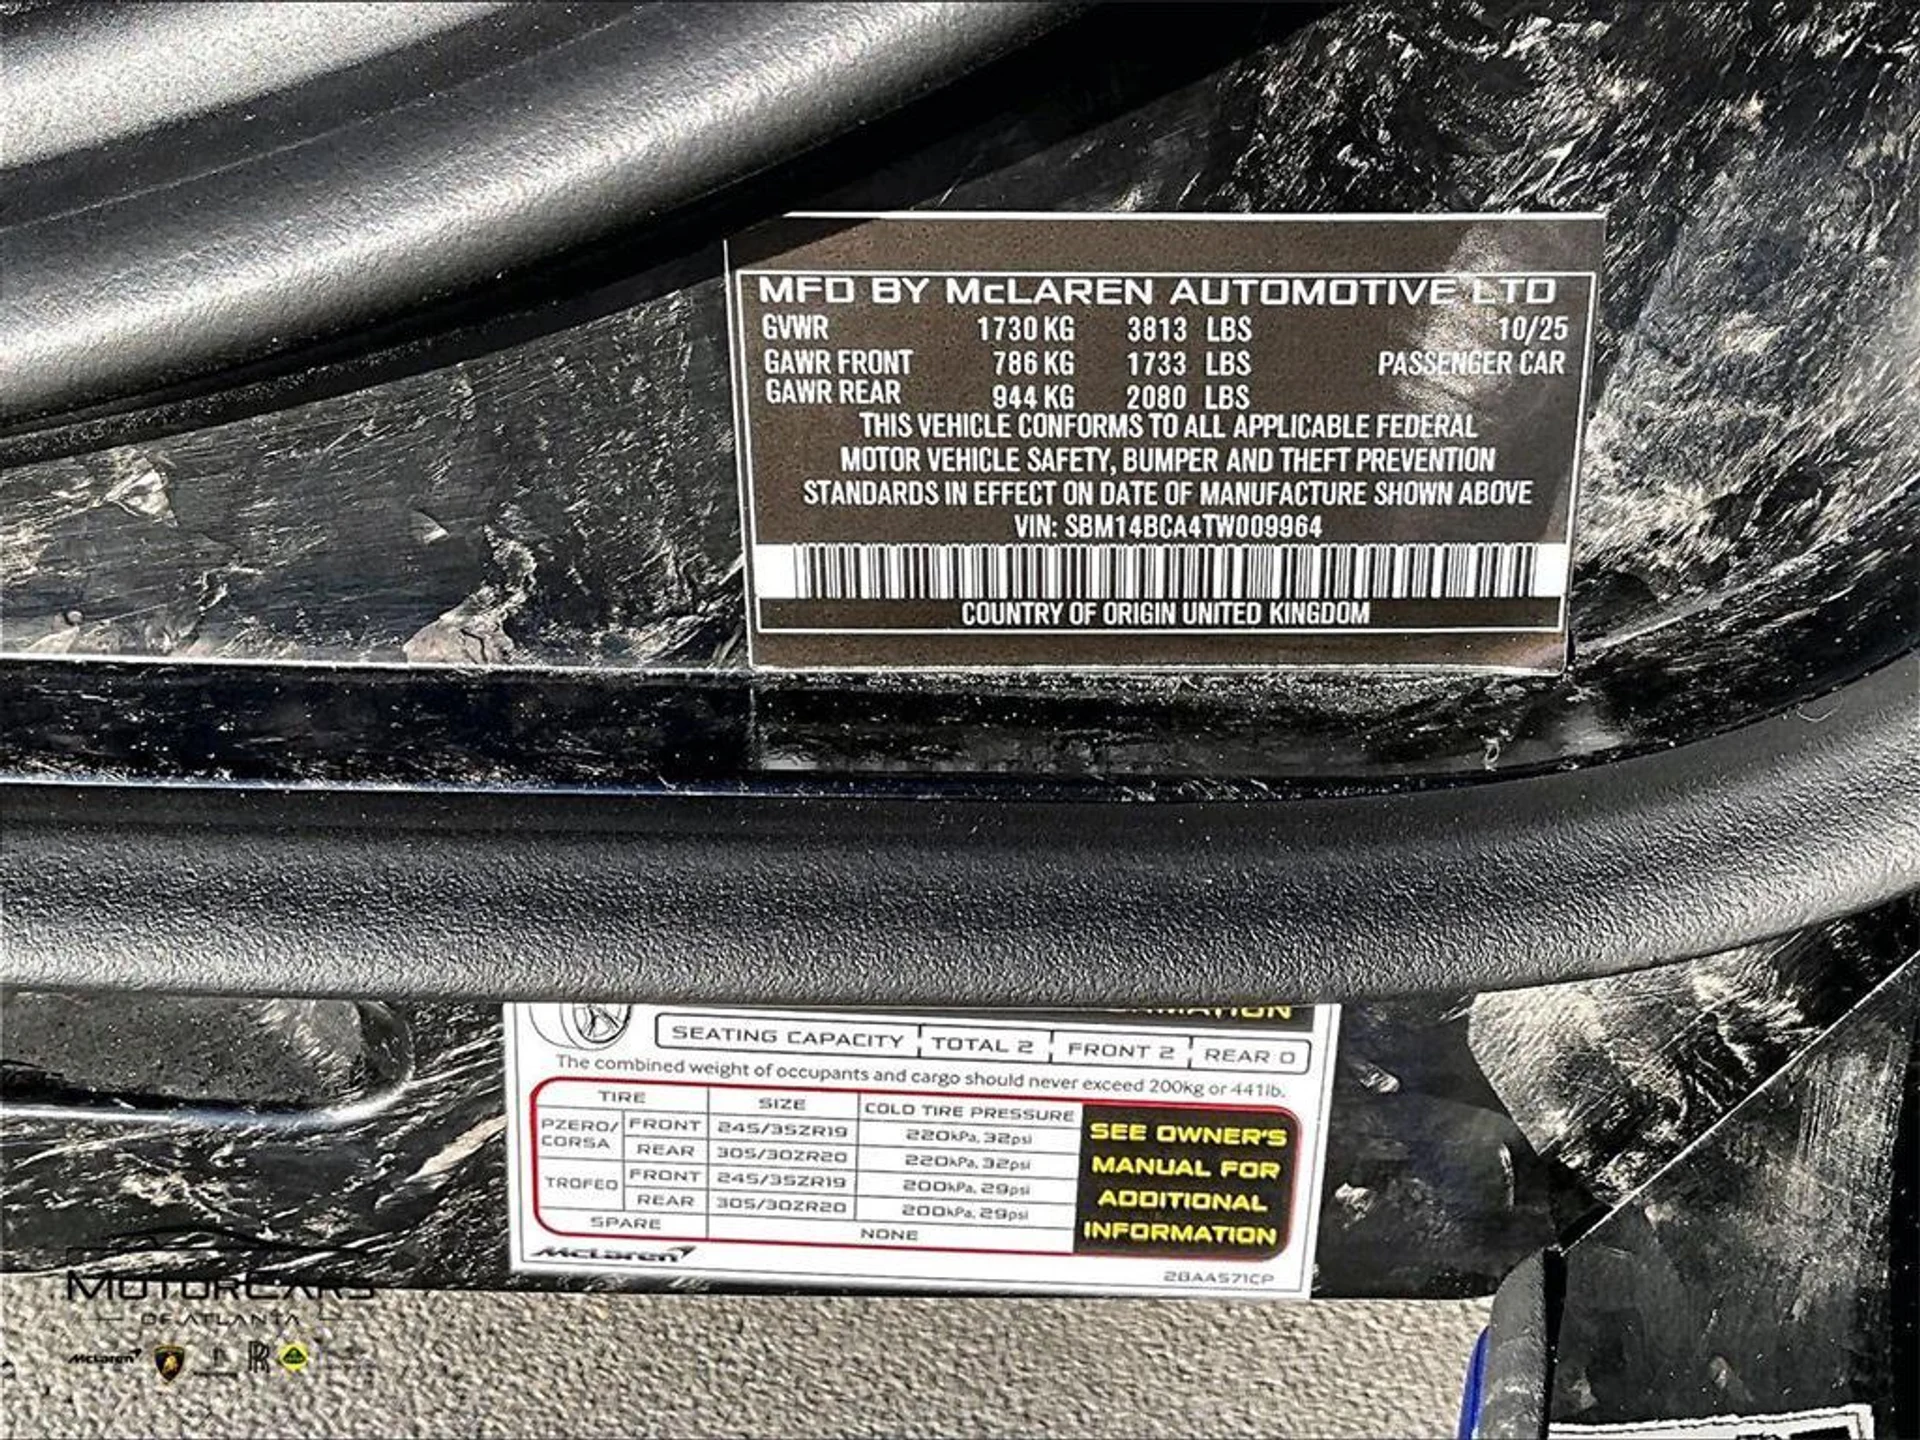 MFD BY McLAREN AUTOMOTIVE LTD
GVWR 1730 KG 3813 LBS 10/25
GAWR FRONT 786 KG 1733 LBS PASSENGER CAR
GAWR REAR 944 KG 2080 LBS
THIS VEHICLE CONFORMS TO ALL APPLICABLE FEDERAL
MOTOR VEHICLE SAFETY, BUMPER AND THEFT PREVENTION
STANDARDS IN EFFECT ON DATE OF MANUFACTURE SHOWN ABOVE
VIN: SBM14BCA4TW009964
COUNTRY OF ORIGIN UNITED KINGDOM
SEATING CAPACITY TOTAL 2 FRONT 2 REAR 0
The combined weight of occupants and cargo should never exceed 200kg or 441lb.
TIRE SIZE COLD TIRE PRESSURE
PZERO/ CORSA FRONT 245/35ZR19 220kPa, 32psi
REAR 305/30ZR20 220kPa, 32psi
TROFEO FRONT 245/35ZR19 200kPa, 29psi
REAR 305/30ZR20 200kPa, 29psi
SPARE NONE
SEE OWNER'S
MANUAL FOR
ADDITIONAL
INFORMATION
McLaren
28AA571CP
MOTORCARS
OF ATLANTA
McLaren